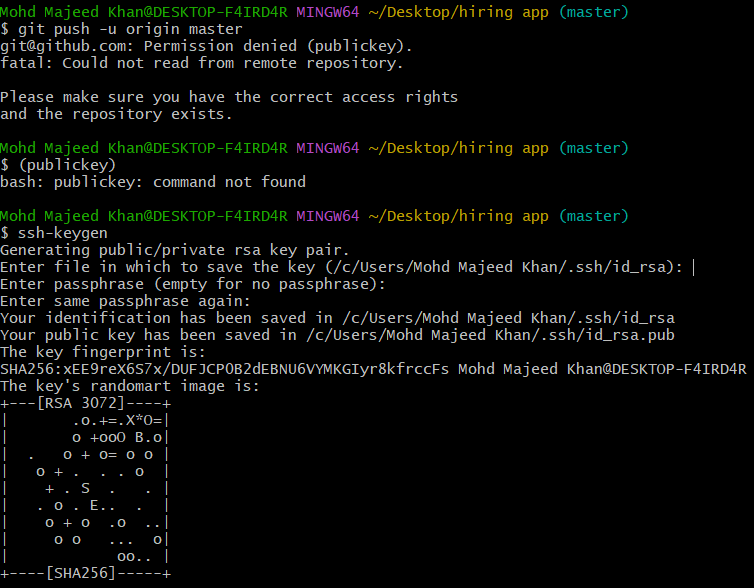 Mohd Majeed Khan@DESKTOP-F4IRD4R MINGW64 ~/Desktop/hiring app (master)
$ git push -u origin master
git@github.com: Permission denied (publickey).
fatal: Could not read from remote repository.

Please make sure you have the correct access rights
and the repository exists.

Mohd Majeed Khan@DESKTOP-F4IRD4R MINGW64 ~/Desktop/hiring app (master)
$ (publickey)
bash: publickey: command not found

Mohd Majeed Khan@DESKTOP-F4IRD4R MINGW64 ~/Desktop/hiring app (master)
$ ssh-keygen
Generating public/private rsa key pair.
Enter file in which to save the key (/c/Users/Mohd Majeed Khan/.ssh/id_rsa):
Enter passphrase (empty for no passphrase):
Enter same passphrase again:
Your identification has been saved in /c/Users/Mohd Majeed Khan/.ssh/id_rsa
Your public key has been saved in /c/Users/Mohd Majeed Khan/.ssh/id_rsa.pub
The key fingerprint is:
SHA256:xEE9reX6S7x/DUFJCPOB2dEBNU6VYMKGIyr8kfrccFs Mohd Majeed Khan@DESKTOP-F4IRD4R
The key's randomart image is:
+---[RSA 3072]----+
|        .o.+=.X*O=|
|        o +ooO B.o|
|  .   o + o= o o |
|   o + .  . . o  |
|    + . S  .   . |
|   . o . E..  .  |
|    o + o  .o  ..|
|     o o   ...  o|
|            oo.. |
+----[SHA256]-----+